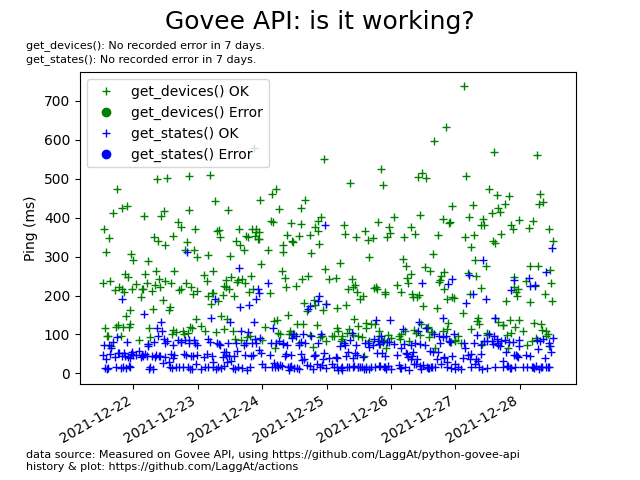 Govee API: is it working?
get_devices(): No recorded error in 7 days.
get_states(): No recorded error in 7 days.
get_devices() OK
get_devices() Error
get_states() OK
get_states() Error
Ping (ms)
700
600
500
400
300
200
100
0
2021-12-22
2021-12-23
2021-12-24
2021-12-25
2021-12-26
2021-12-27
2021-12-28
data source: Measured on Govee API, using https://github.com/LaggAt/python-govee-api
history & plot: https://github.com/LaggAt/actions